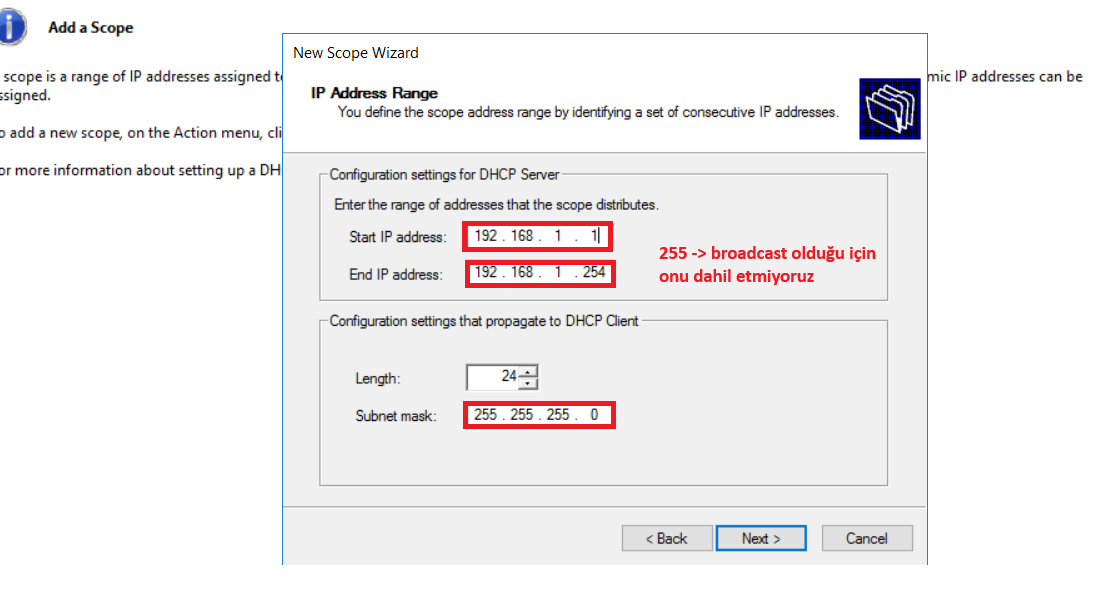 Add a Scope
scope is a range of IP addresses assigned t
mic IP addresses can be
ssigned.
o add a new scope, on the Action menu, cli
or more information about setting up a DH
New Scope Wizard
IP Address Range
You define the scope address range by identifying a set of consecutive IP addresses.
Configuration settings for DHCP Server
Enter the range of addresses that the scope distributes.
Start IP address: 192 . 168 . 1 . 1
End IP address: 192 . 168 . 1 . 254
255 -> broadcast olduğu için
onu dahil etmiyoruz
Configuration settings that propagate to DHCP Client
Length: 24
Subnet mask: 255 . 255 . 255 . 0
< Back Next > Cancel